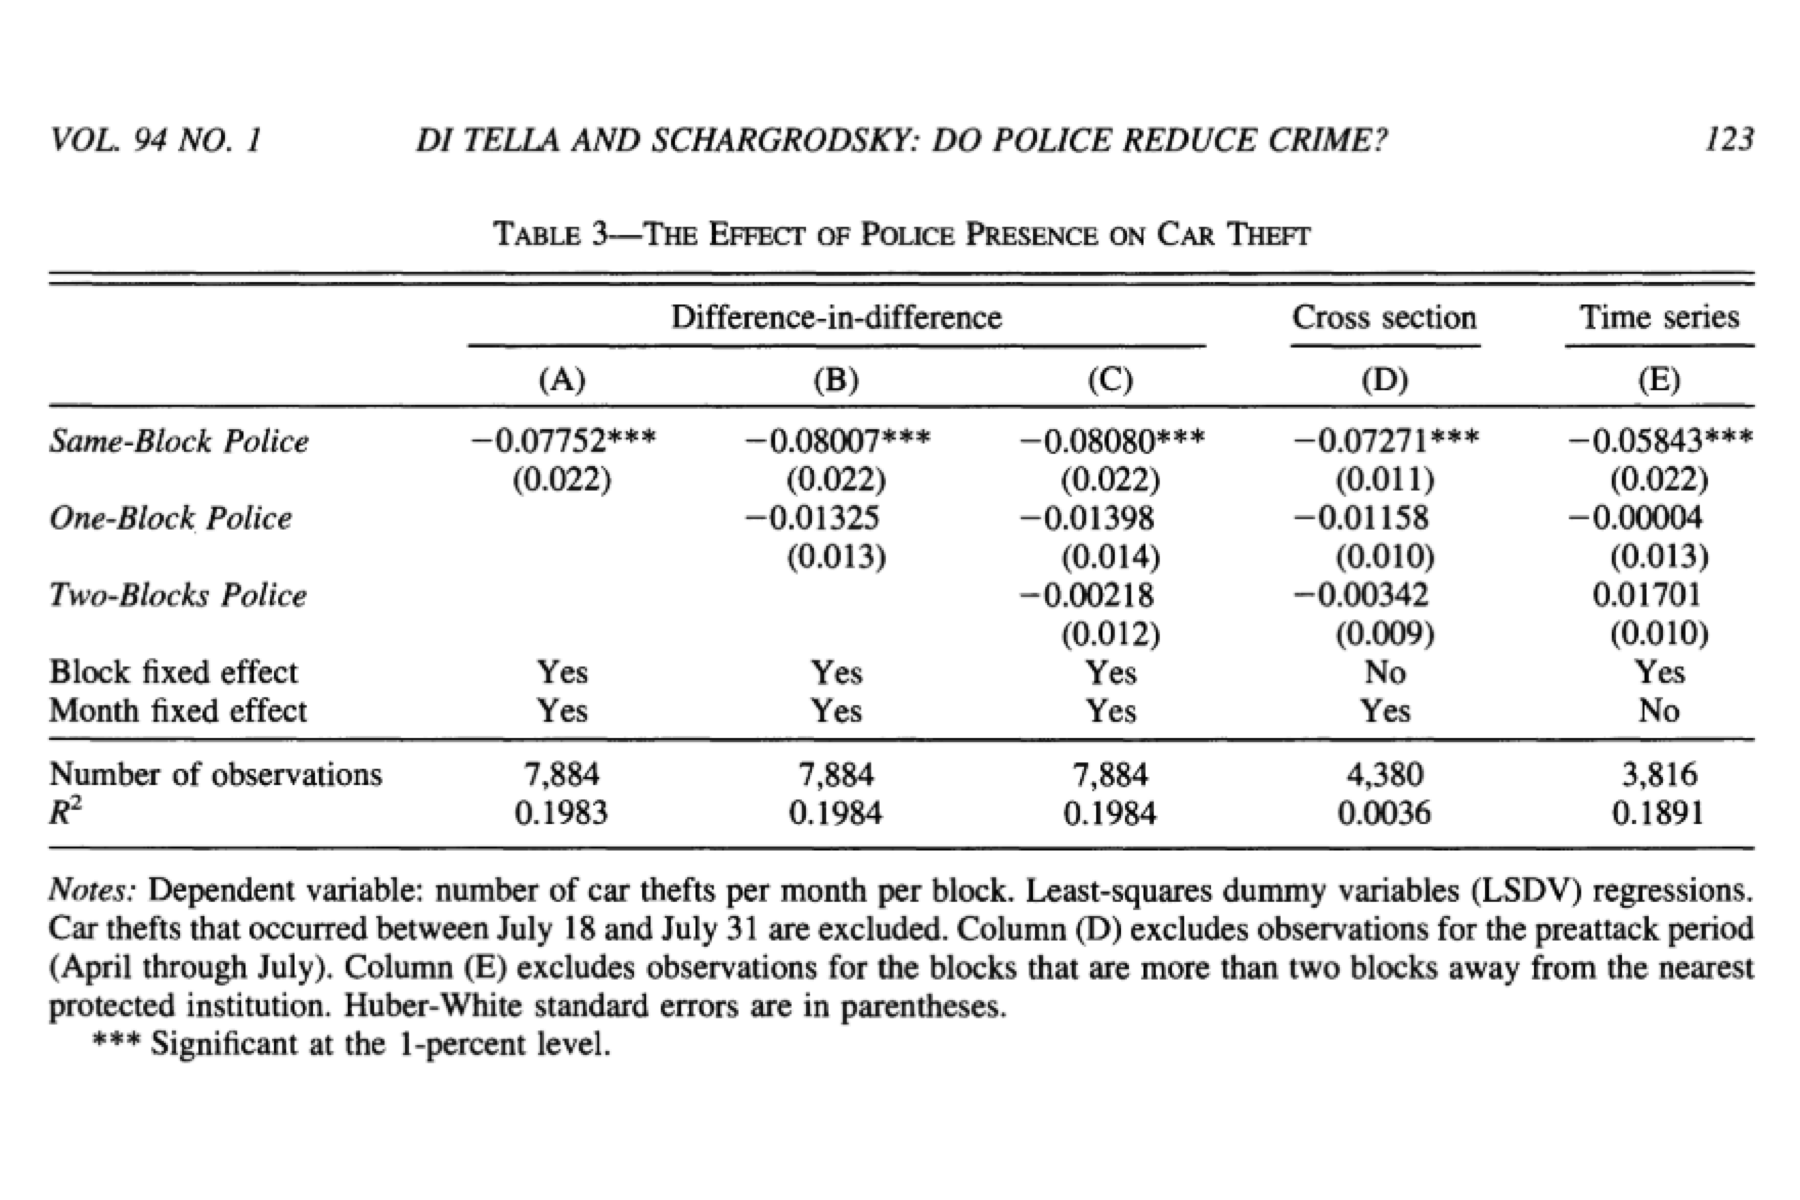 VOL. 94 NO. 1 DI TELLA AND SCHARGRODSKY: DO POLICE REDUCE CRIME? 123
TABLE 3—THE EFFECT OF POLICE PRESENCE ON CAR THEFT
Difference-in-difference Cross section Time series
(A) (B) (C) (D) (E)
Same-Block Police −0.07752*** −0.08007*** −0.08080*** −0.07271*** −0.05843***
(0.022) (0.022) (0.022) (0.011) (0.022)
One-Block Police −0.01325 −0.01398 −0.01158 −0.00004
(0.013) (0.014) (0.010) (0.013)
Two-Blocks Police −0.00218 −0.00342 0.01701
(0.012) (0.009) (0.010)
Block fixed effect Yes Yes Yes No Yes
Month fixed effect Yes Yes Yes Yes No
Number of observations 7,884 7,884 7,884 4,380 3,816
R² 0.1983 0.1984 0.1984 0.0036 0.1891
Notes: Dependent variable: number of car thefts per month per block. Least-squares dummy variables (LSDV) regressions.
Car thefts that occurred between July 18 and July 31 are excluded. Column (D) excludes observations for the preattack period
(April through July). Column (E) excludes observations for the blocks that are more than two blocks away from the nearest
protected institution. Huber-White standard errors are in parentheses.
*** Significant at the 1-percent level.